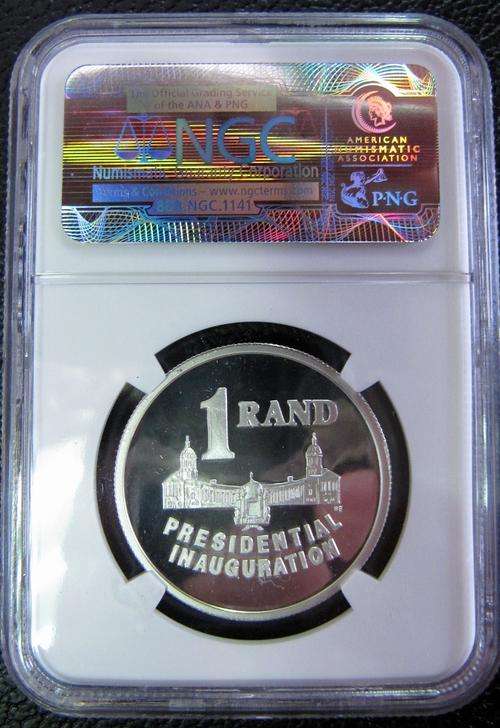 The Official Grading Service
of the ANA & PNG
NGC
Numismatic Guaranty Corporation
Terms & Conditions – www.ngcterms.com
800.NGC.1141
AMERICAN
NUMISMATIC
ASSOCIATION
P·N·G
1 RAND
PRESIDENTIAL
INAUGURATION